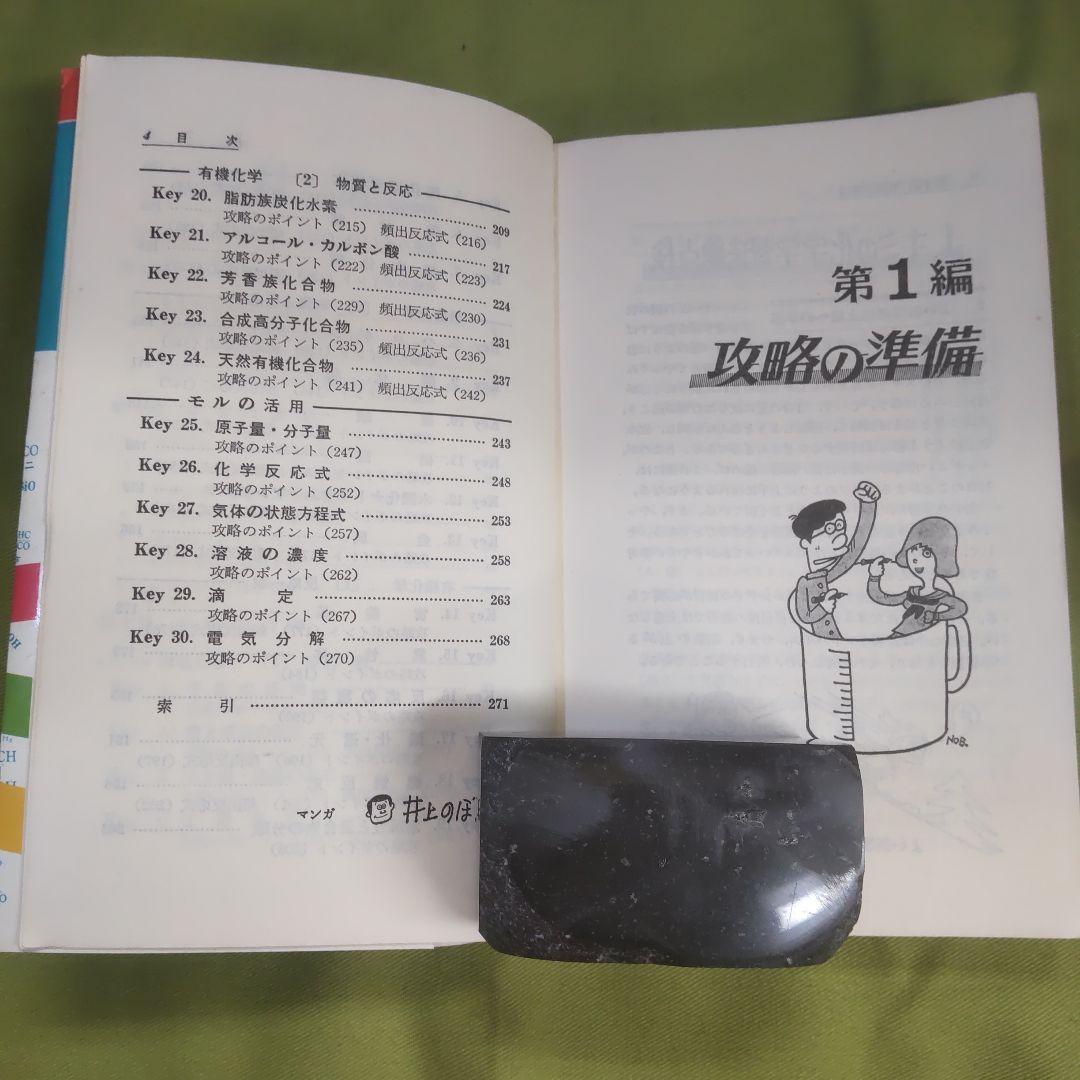 4 目 次
有機化学 〔2〕 物質と反応
Key 20. 脂肪族炭化水素 ……………………… 209
攻略のポイント（215） 頻出反応式（216）
Key 21. アルコール・カルボン酸 ……………… 217
攻略のポイント（222） 頻出反応式（223）
Key 22. 芳香族化合物 ……………………… 224
攻略のポイント（229） 頻出反応式（230）
Key 23. 合成高分子化合物 ……………………… 231
攻略のポイント（235） 頻出反応式（236）
Key 24. 天然有機化合物 ……………………… 237
攻略のポイント（241） 頻出反応式（242）
モルの活用
Key 25. 原子量・分子量 ……………………… 243
攻略のポイント（247）
Key 26. 化学反応式 ……………………… 248
攻略のポイント（252）
Key 27. 気体の状態方程式 ……………………… 253
攻略のポイント（257）
Key 28. 溶液の濃度 ……………………… 258
攻略のポイント（262）
Key 29. 滴 定 ……………………… 263
攻略のポイント（267）
Key 30. 電気分解 ……………………… 268
攻略のポイント（270）
索 引 ……………………… 271
マンガ 井上のぼ
第1編
攻略の準備
NOB.